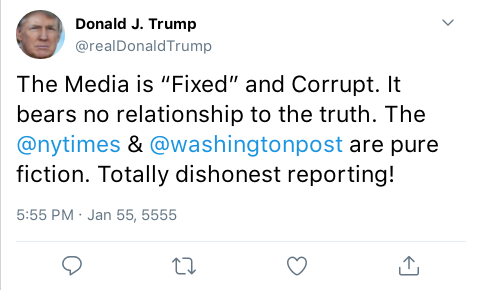 Donald J. Trump
@realDonaldTrump
The Media is “Fixed” and Corrupt. It
bears no relationship to the truth. The
@nytimes & @washingtonpost are pure
fiction. Totally dishonest reporting!
5:55 PM · Jan 55, 5555